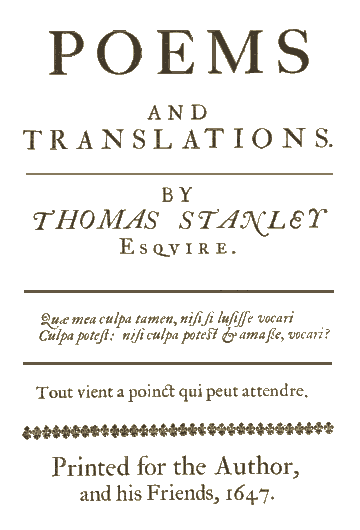 POEMS
AND
TRANSLATIONS.
BY
THOMAS STANLEY
ESQVIRE.
Quæ mea culpa tamen, niſi ſi luſiſſe vocari
Culpa poteſt: niſi culpa poteſt & amaſſe, vocari?
Tout vient a poinct qui peut attendre.
Printed for the Author,
and his Friends, 1647.